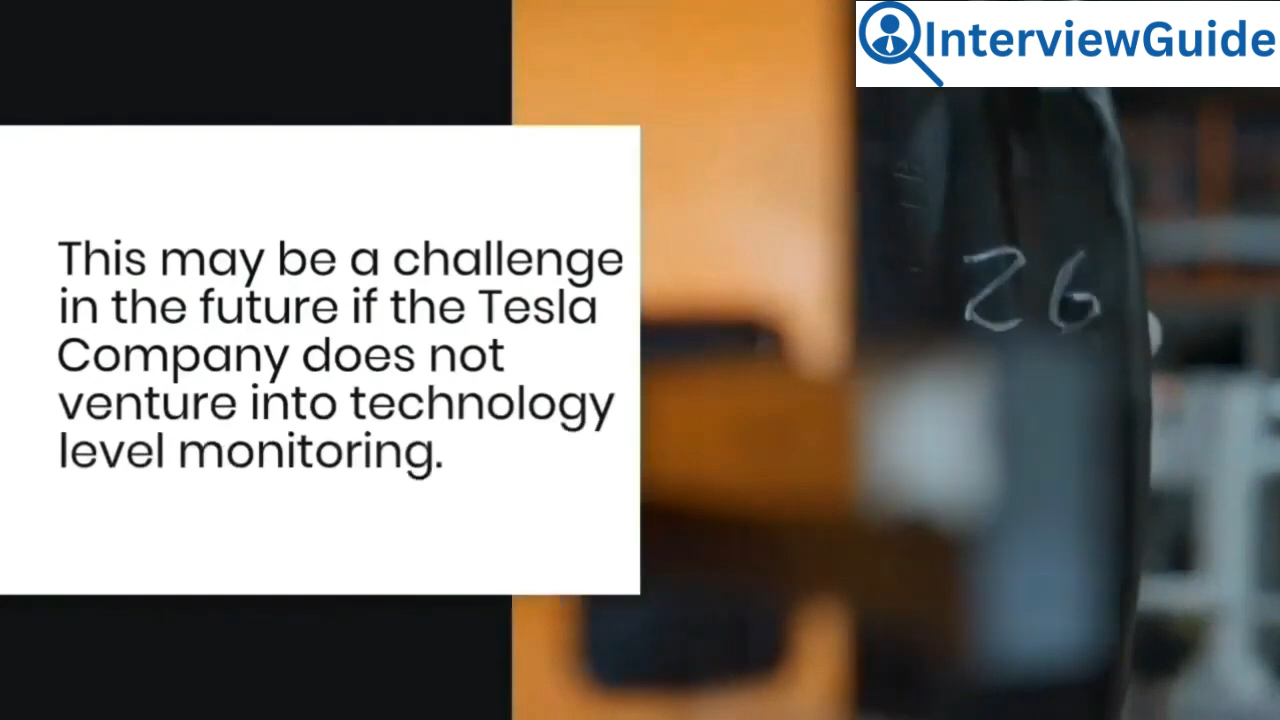 InterviewGuide
This may be a challenge
in the future if the Tesla
Company does not
venture into technology
level monitoring.
26